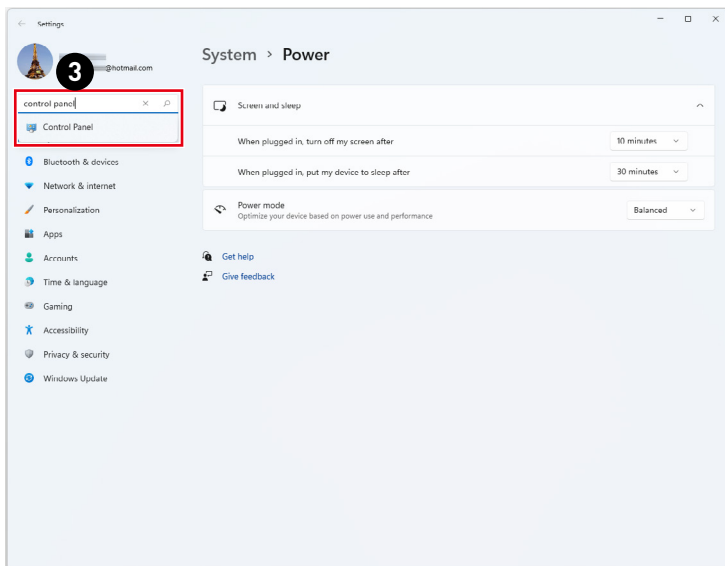 Settings
System > Power
3
@hotmail.com
control panel
Control Panel
Bluetooth & devices
Network & internet
Personalization
Apps
Accounts
Time & language
Gaming
Accessibility
Privacy & security
Windows Update
Screen and sleep
When plugged in, turn off my screen after
10 minutes
When plugged in, put my device to sleep after
30 minutes
Power mode
Optimize your device based on power use and performance
Balanced
Get help
Give feedback